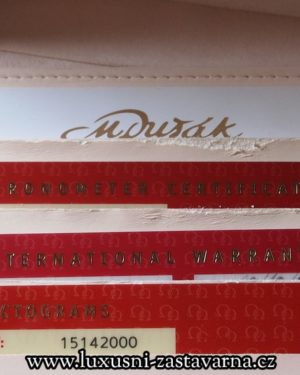 M. Dušák
RONOMETER CERTIFICAT
TERNATIONAL WARRAN
CTOGRAMS
15142000
www.luxusni-zastavarna.cz